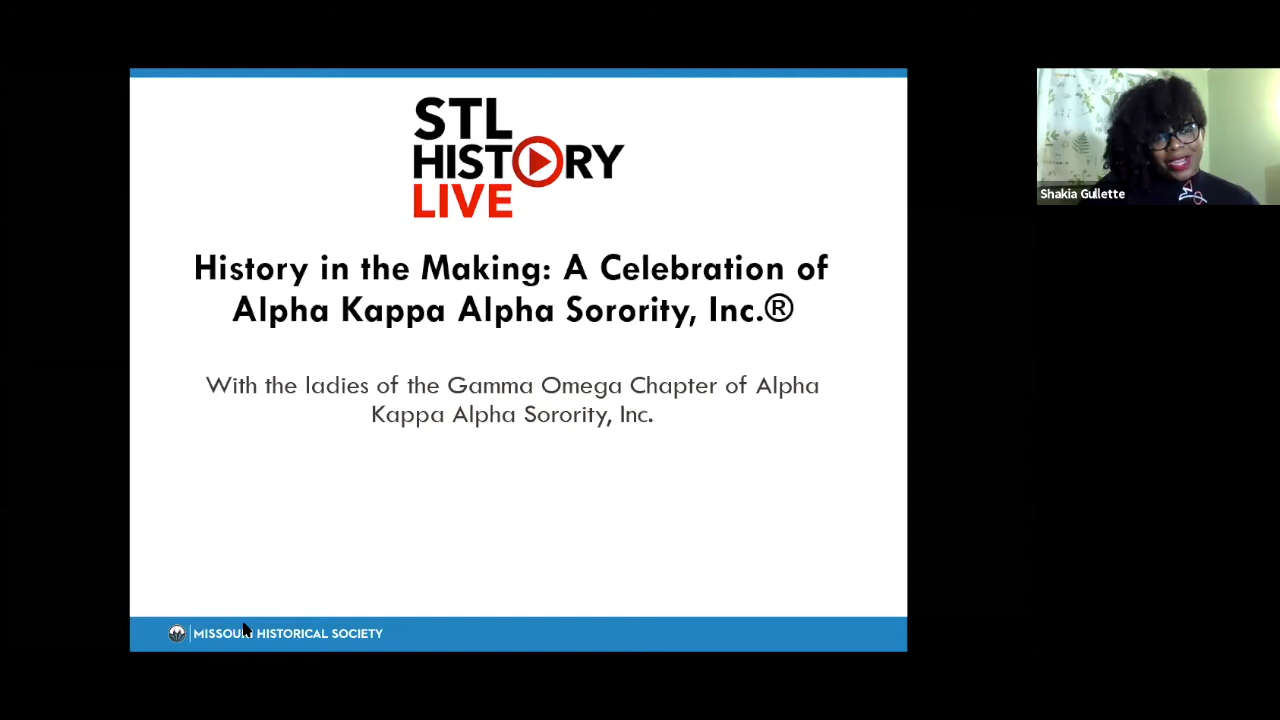 STL
HISTORY
LIVE
History in the Making: A Celebration of
Alpha Kappa Alpha Sorority, Inc.®
With the ladies of the Gamma Omega Chapter of Alpha
Kappa Alpha Sorority, Inc.
MISSOURI HISTORICAL SOCIETY
Shakia Gullette